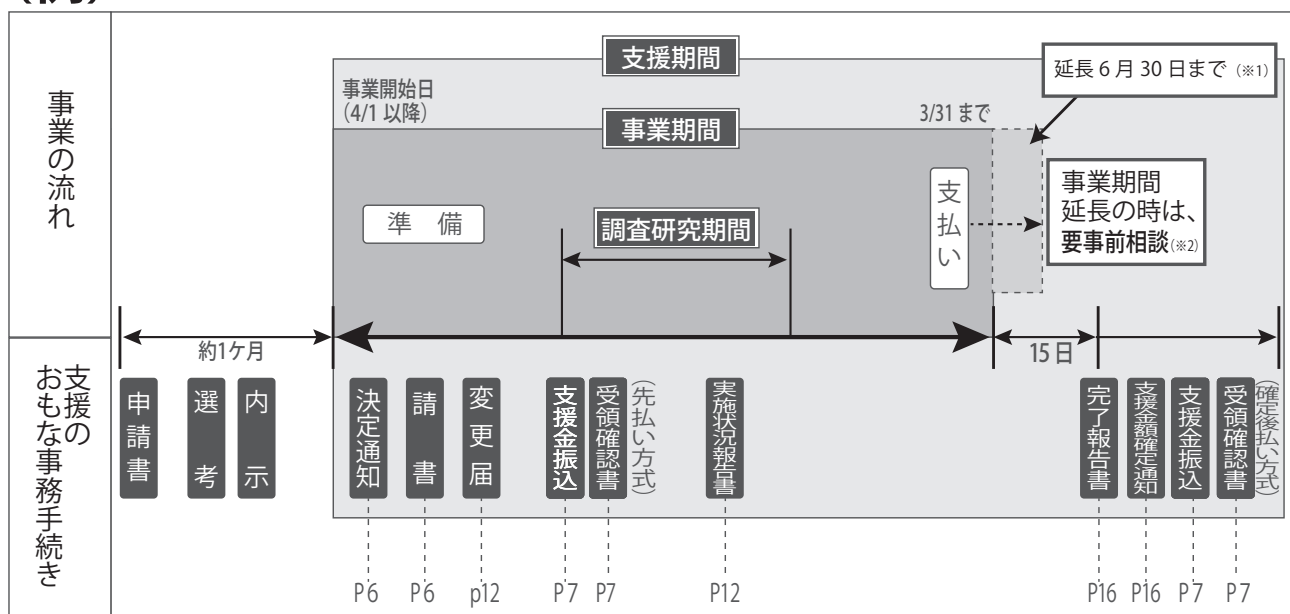 (例)
事業の流れ
支援期間
延長 6 月 30 日まで (※1)
事業開始日
(4/1 以降)
事業期間
3/31 まで
準 備
調査研究期間
支払い
事業期間
延長の時は、
要事前相談(※2)
約1ケ月
15 日
支援の
おもな事務手続き
申請書
選考
内示
決定通知
請書
変更届
支援金振込
受領確認書
(先払い方式)
実施状況報告書
完了報告書
支援金額確定通知
支援金振込
受領確認書
(確定後払い方式)
P6
P6
p12
P7
P7
P12
P16
P16
P7
P7